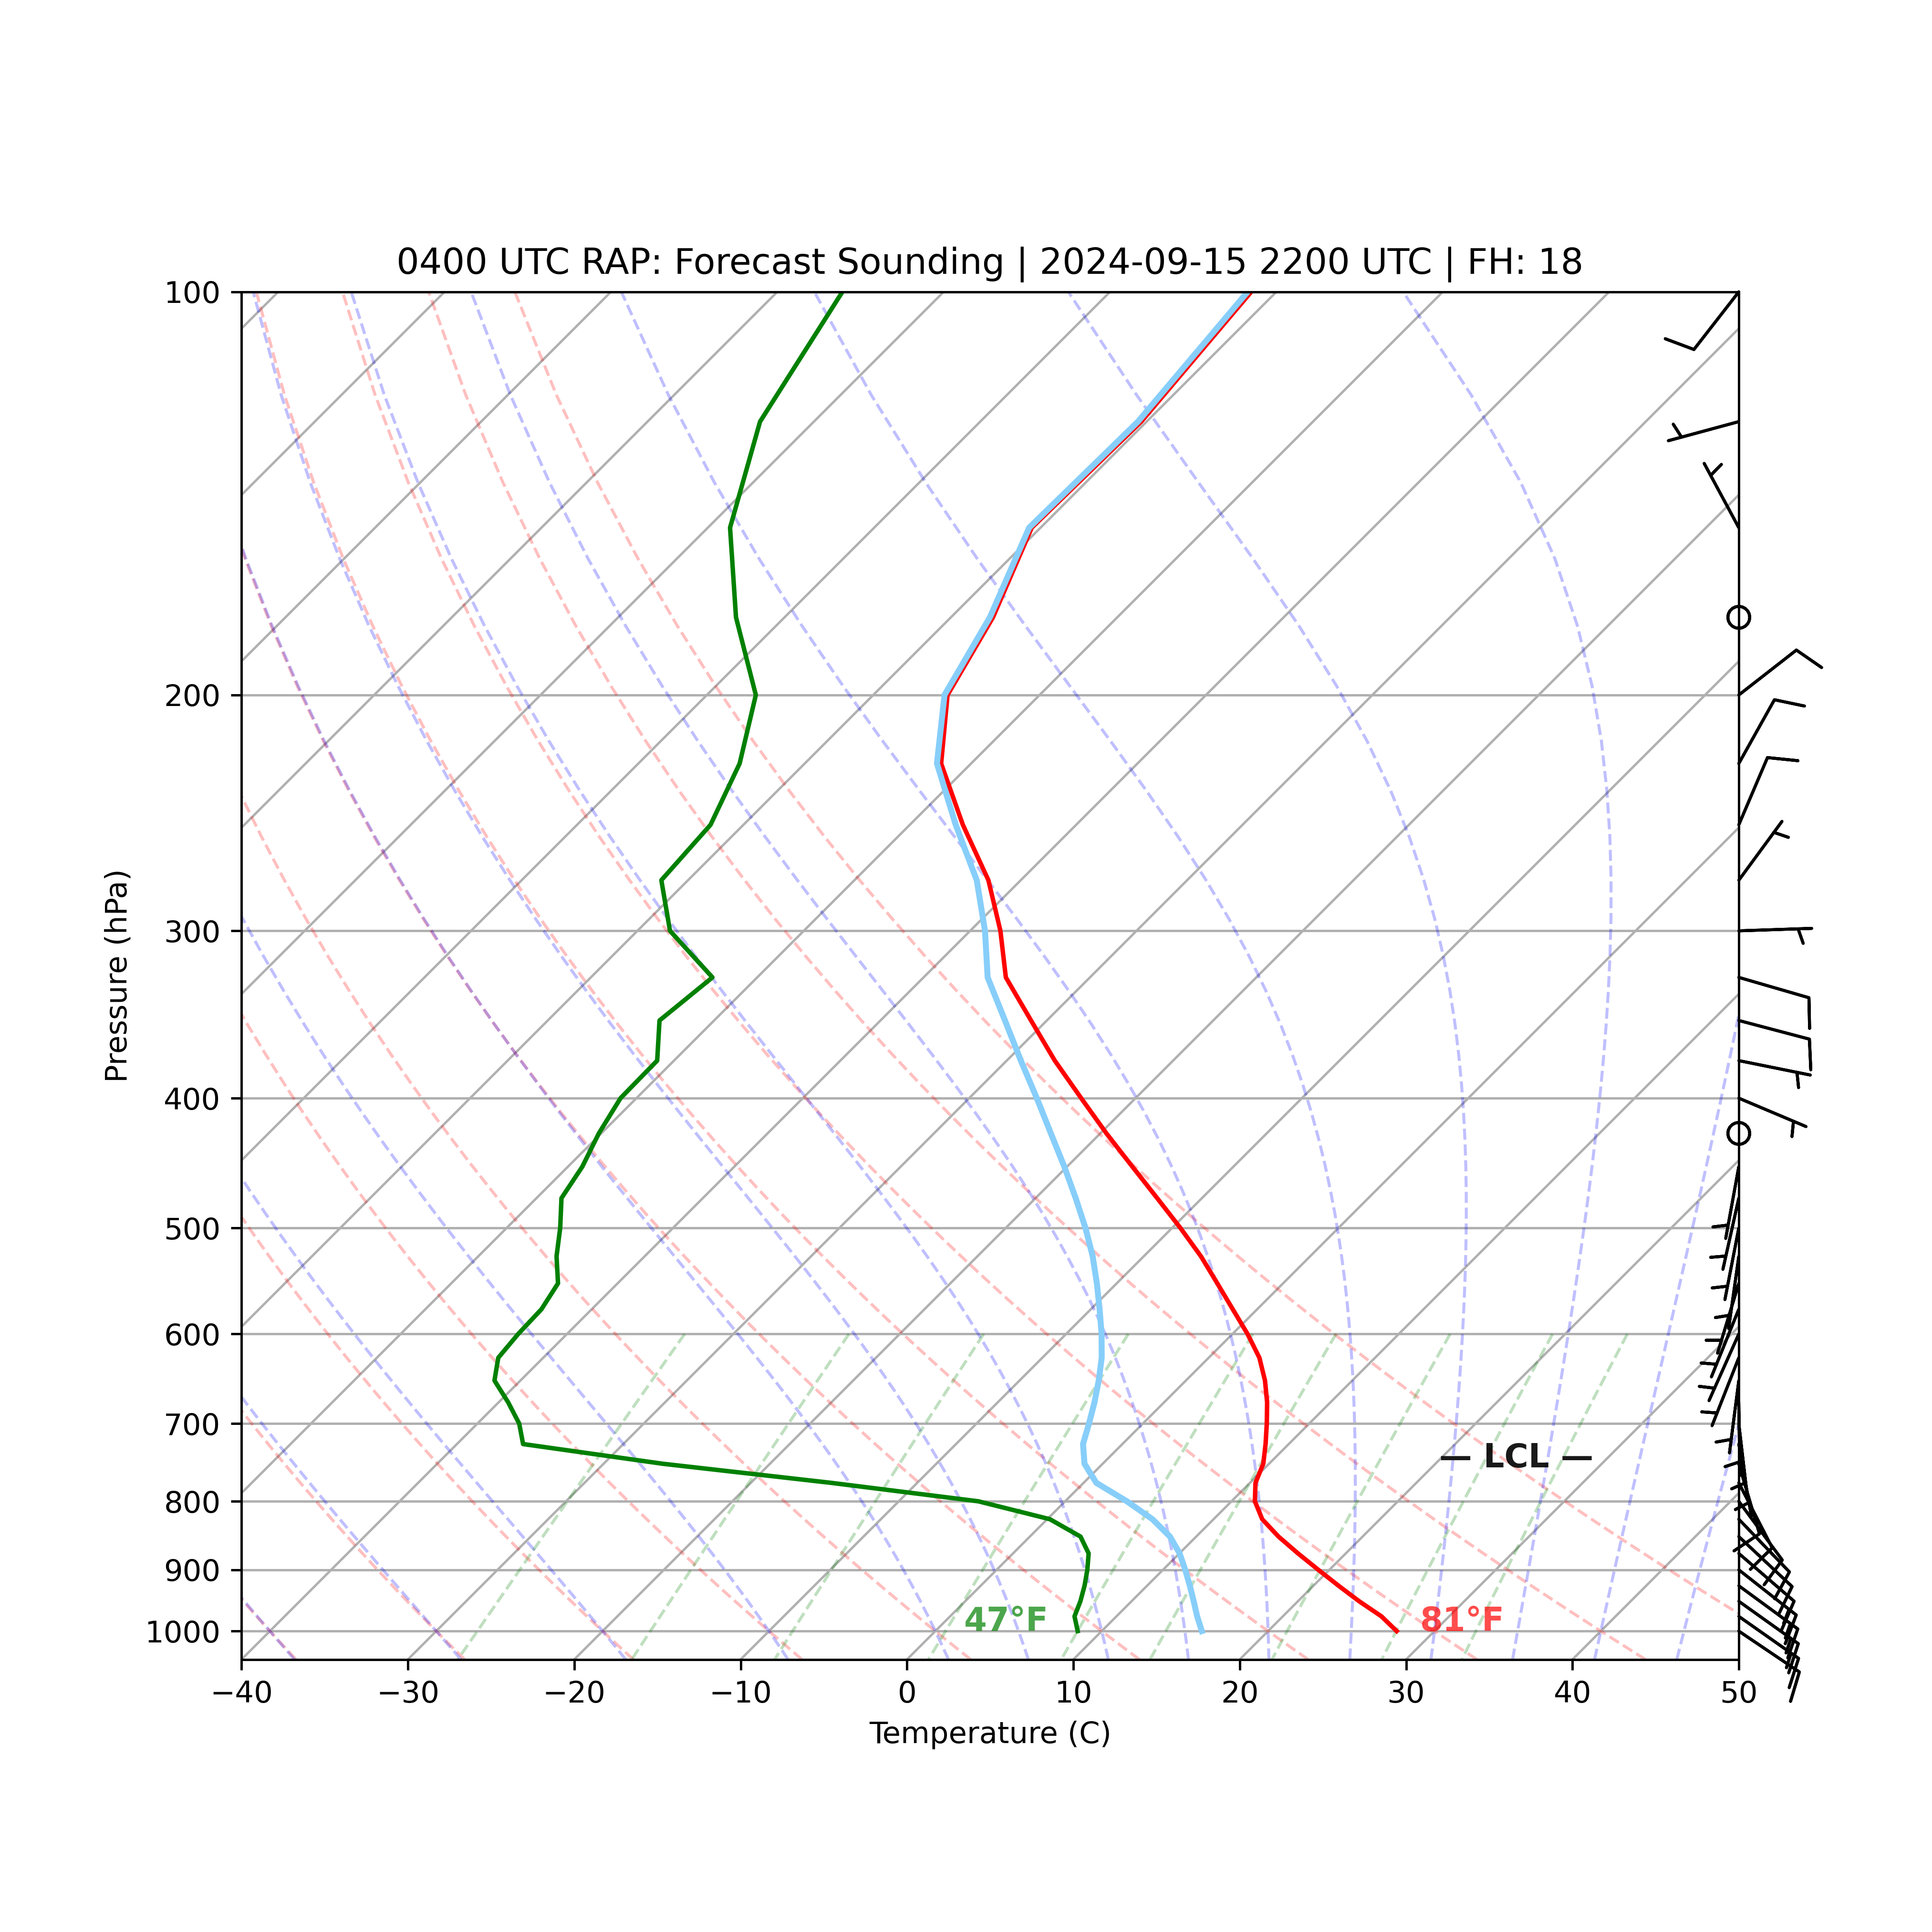 0400 UTC RAP: Forecast Sounding | 2024-09-15 2200 UTC | FH: 18
100
200
300
400
500
600
700
800
900
1000
Pressure (hPa)
— LCL —
47°F
81°F
−40 −30 −20 −10 0 10 20 30 40 50
Temperature (C)